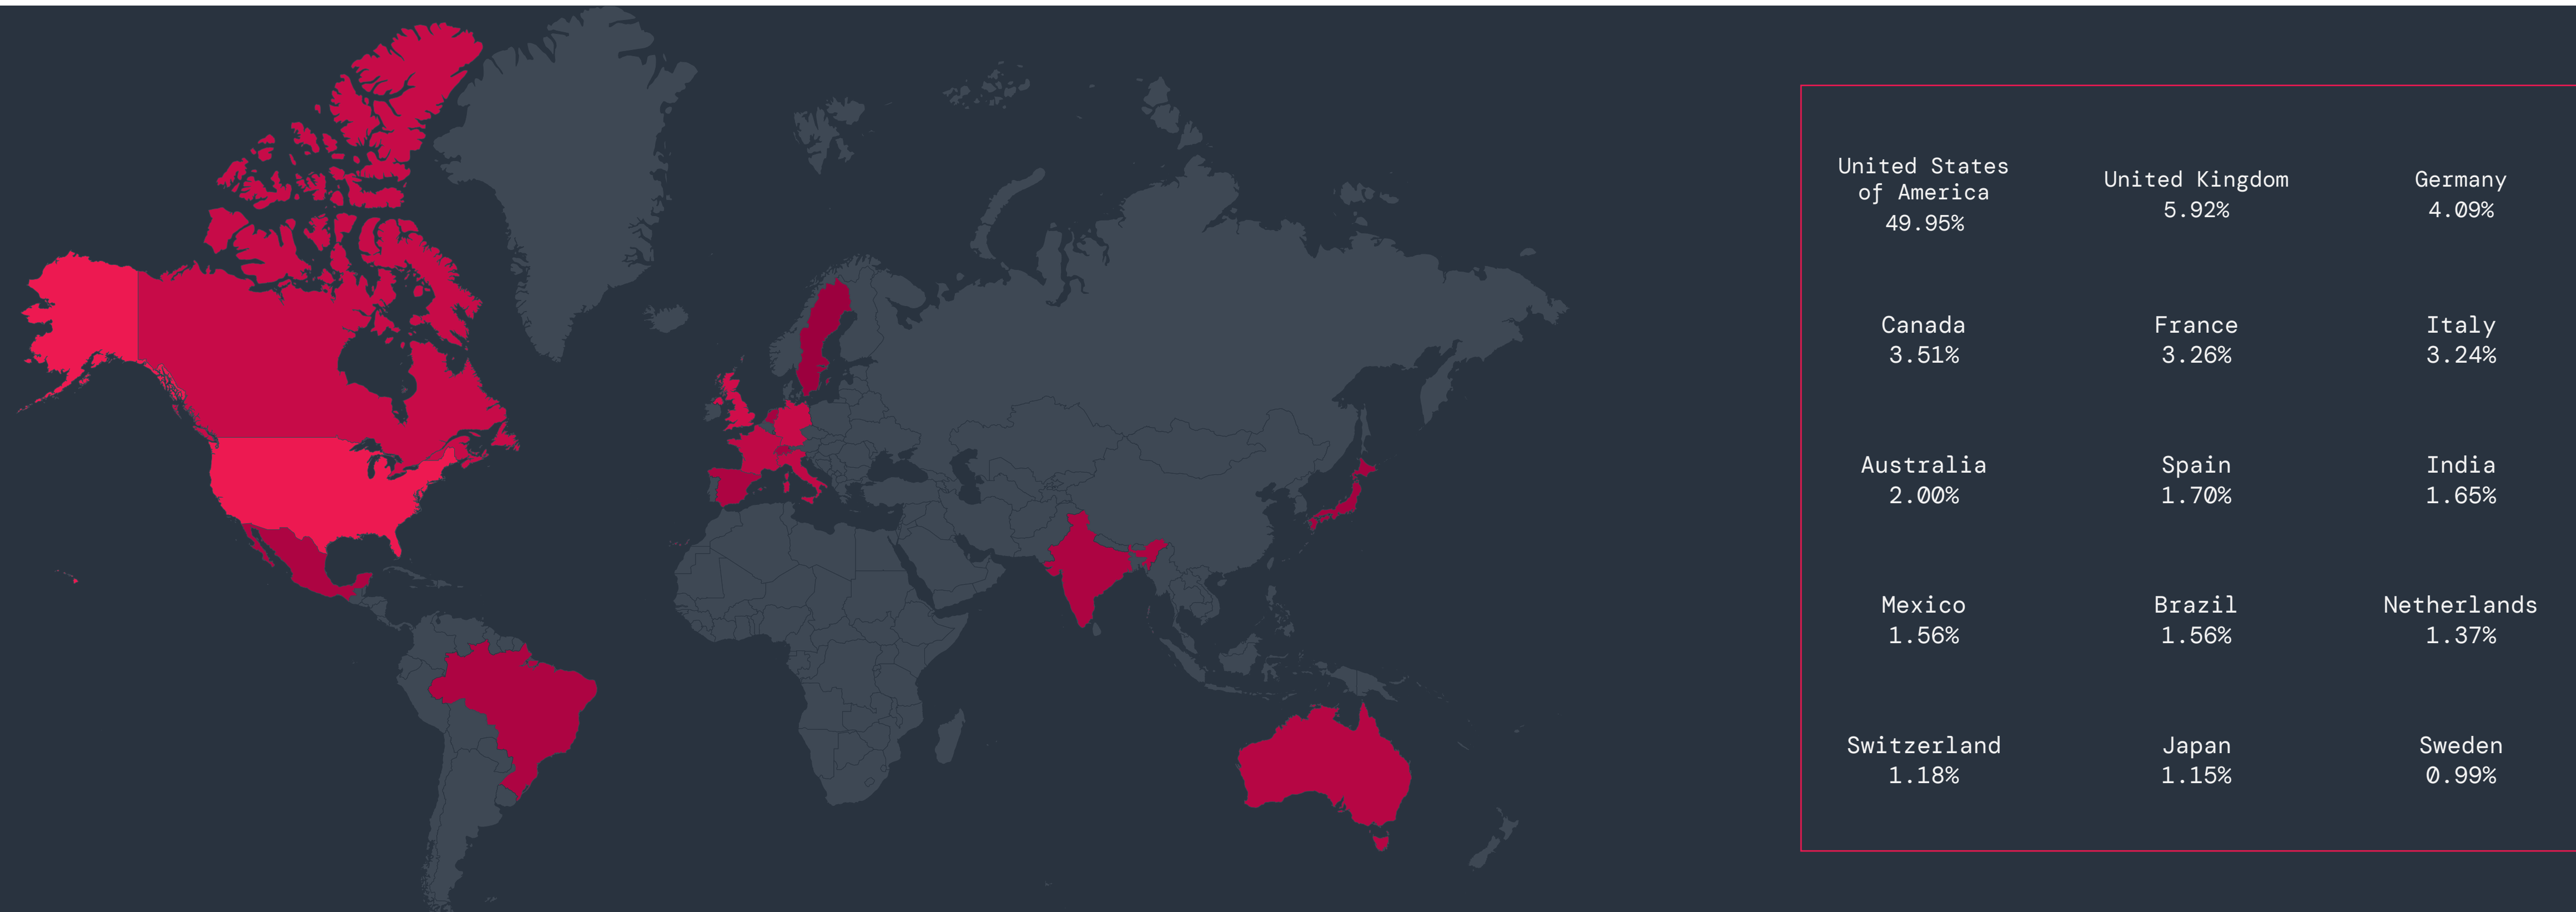 United States
of America
49.95%
United Kingdom
5.92%
Germany
4.09%
Canada
3.51%
France
3.26%
Italy
3.24%
Australia
2.00%
Spain
1.70%
India
1.65%
Mexico
1.56%
Brazil
1.56%
Netherlands
1.37%
Switzerland
1.18%
Japan
1.15%
Sweden
0.99%